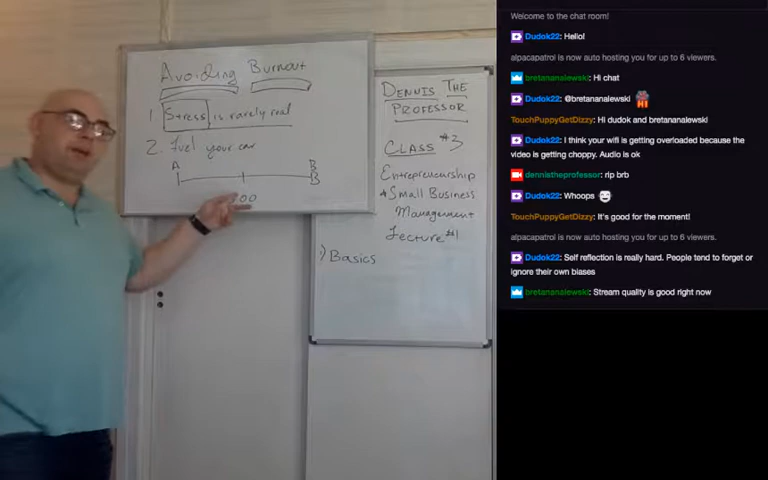 Avoiding Burnout
1. Stress is rarely real
2. Fuel your car
A B
B
DENNIS THE
PROFESSOR
CLASS #3
Entrepreneurship
Small Business
Management
Lecture #1
1) Basics
Welcome to the chat room!
Dudok22: Hello!
alpacapatrol is now auto hosting you for up to 6 viewers.
bretananalewski: Hi chat
Dudok22: @bretananalewski HI
TouchPuppyGetDizzy: Hi dudok and bretananalewski
Dudok22: I think your wifi is getting overloaded because the
video is getting choppy. Audio is ok
dennistheprofessor: rip brb
Dudok22: Whoops
TouchPuppyGetDizzy: It's good for the moment!
alpacapatrol is now auto hosting you for up to 6 viewers.
Dudok22: Self reflection is really hard. People tend to forget or
ignore their own biases
bretananalewski: Stream quality is good right now